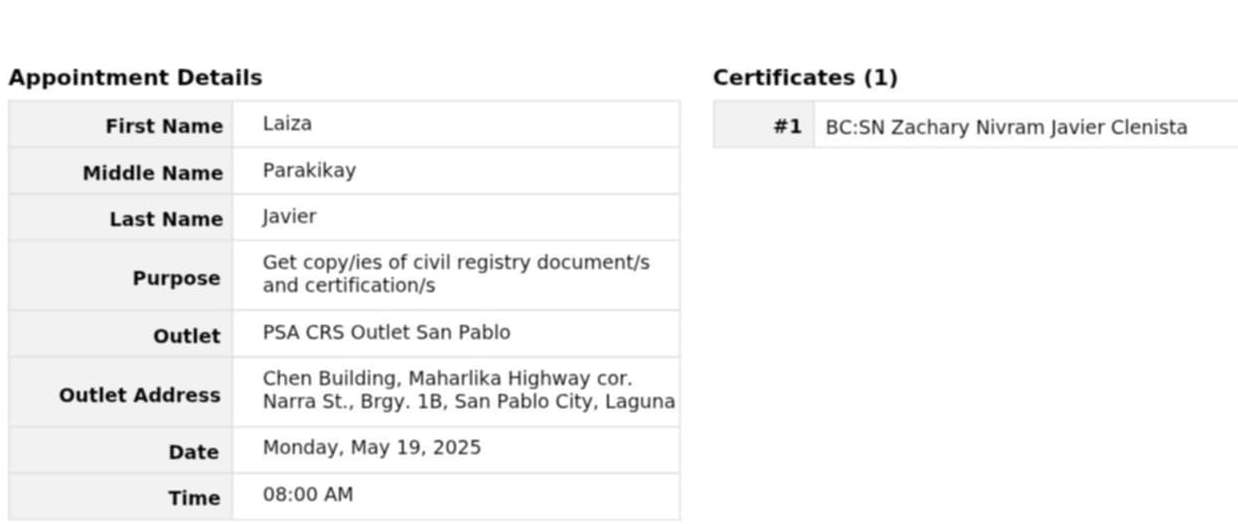 Appointment Details
First Name Laiza
Middle Name Parakikay
Last Name Javier
Purpose Get copy/ies of civil registry document/s
and certification/s
Outlet PSA CRS Outlet San Pablo
Outlet Address Chen Building, Maharlika Highway cor.
Narra St., Brgy. 1B, San Pablo City, Laguna
Date Monday, May 19, 2025
Time 08:00 AM
Certificates (1)
#1 BC:SN Zachary Nivram Javier Clenista